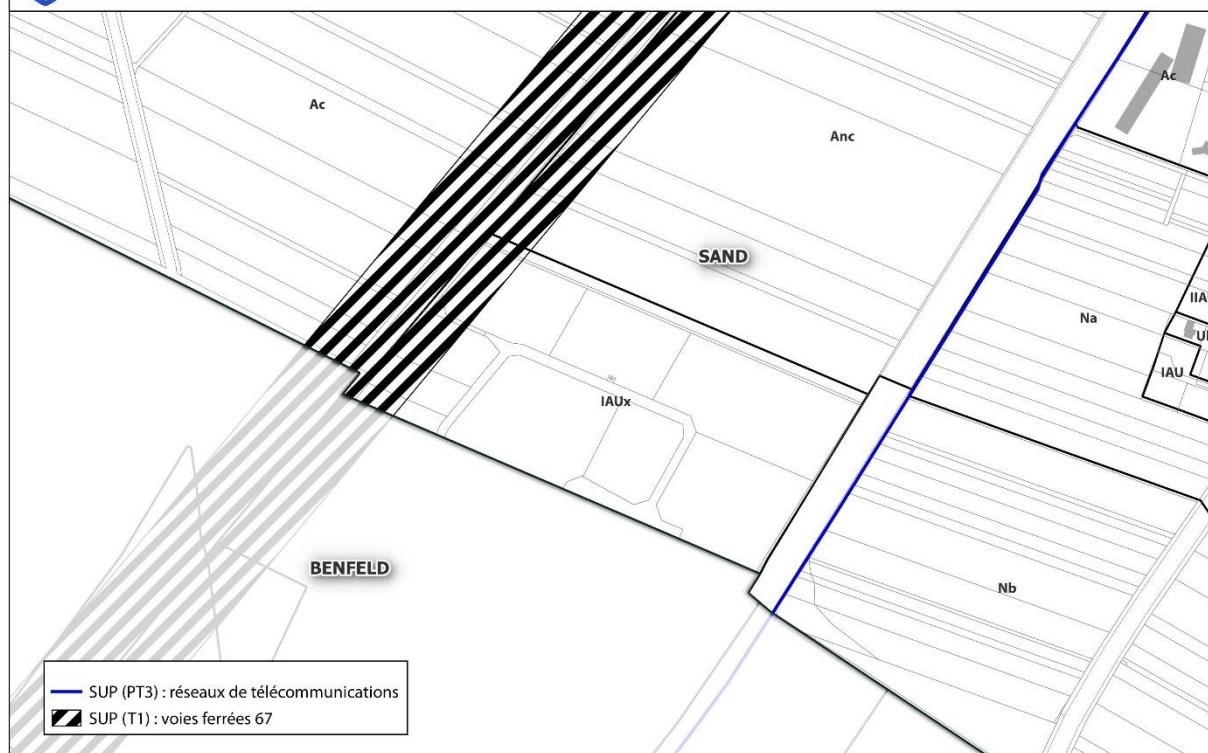 Ac
Ac
Anc
SAND
Na
IAU
IAUx
BENFELD
Nb
SUP (PT3) : réseaux de télécommunications
SUP (T1) : voies ferrées 67